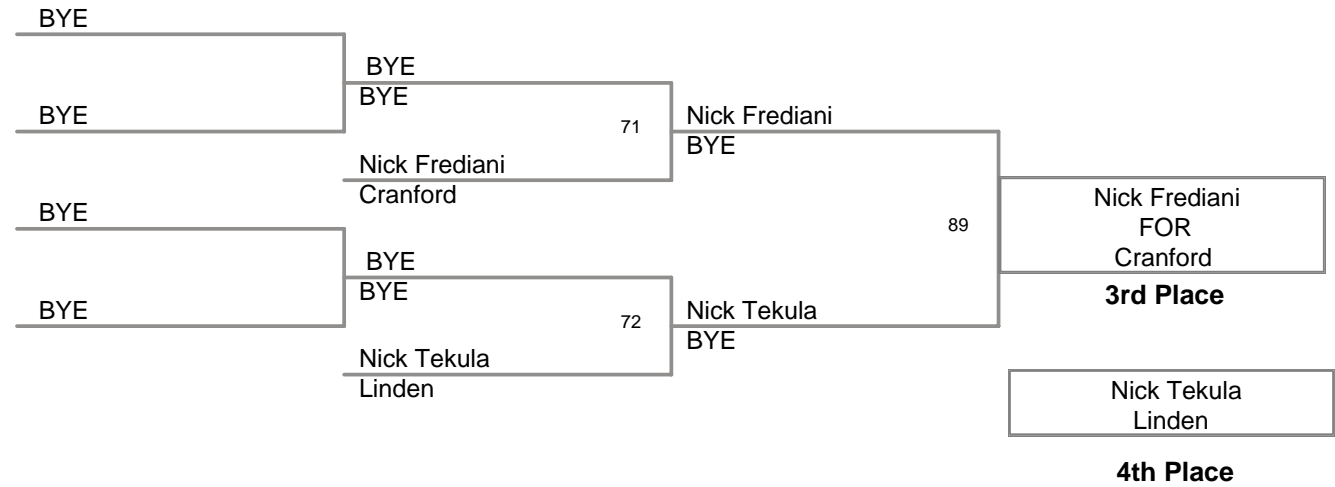 BYE
BYE
BYE
BYE
71
Nick Frediani
BYE
Nick Frediani
Cranford
BYE
BYE
BYE
BYE
72
Nick Tekula
BYE
Nick Tekula
Linden
89
Nick Frediani
FOR
Cranford
3rd Place
Nick Tekula
Linden
4th Place